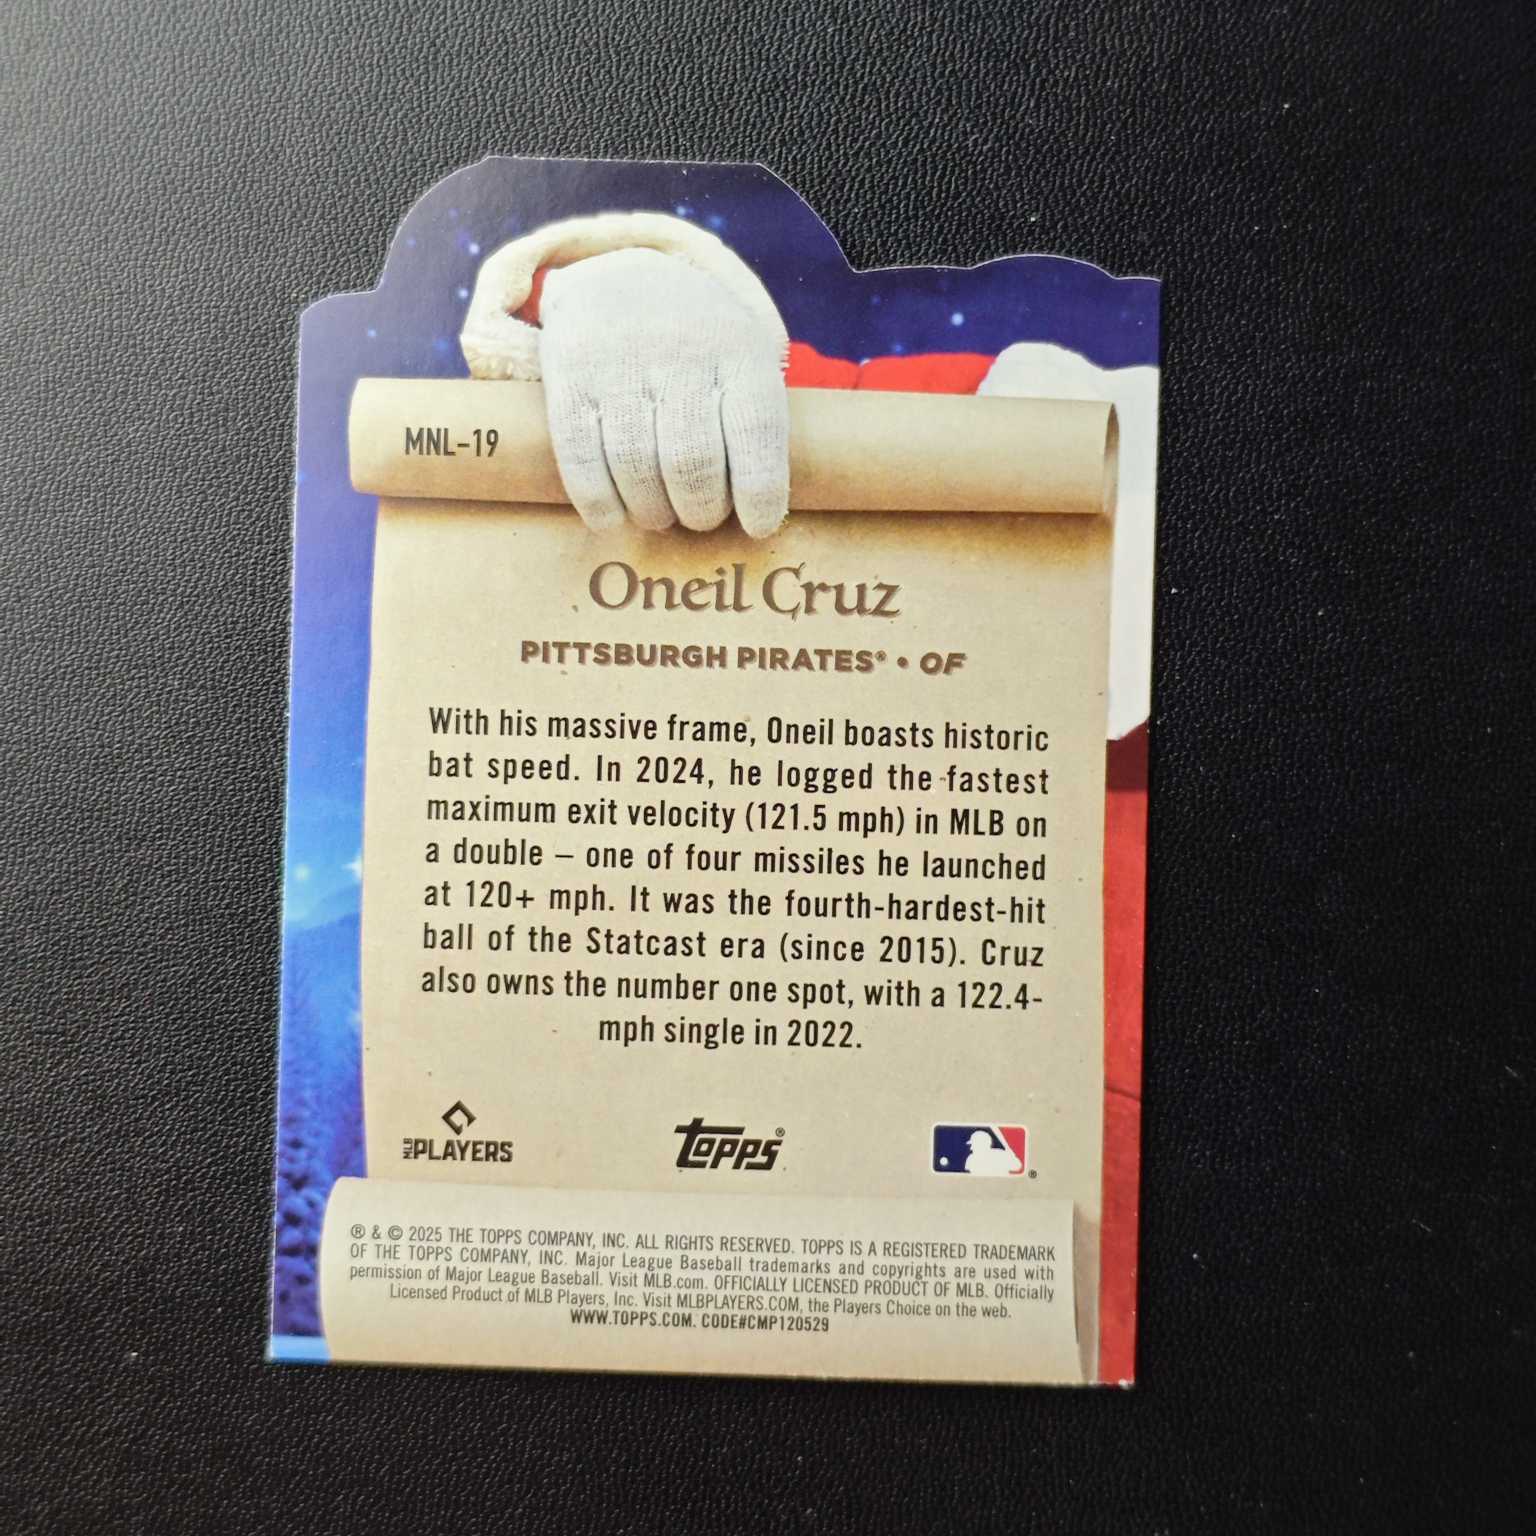 MNL-19
Oneil Cruz
PITTSBURGH PIRATES® • OF
With his massive frame, Oneil boasts historic
bat speed. In 2024, he logged the fastest
maximum exit velocity (121.5 mph) in MLB on
a double – one of four missiles he launched
at 120+ mph. It was the fourth-hardest-hit
ball of the Statcast era (since 2015). Cruz
also owns the number one spot, with a 122.4-
mph single in 2022.
MLB PLAYERS
topps®
®
® & © 2025 THE TOPPS COMPANY, INC. ALL RIGHTS RESERVED. TOPPS IS A REGISTERED TRADEMARK
OF THE TOPPS COMPANY, INC. Major League Baseball trademarks and copyrights are used with
permission of Major League Baseball. Visit MLB.com. OFFICIALLY LICENSED PRODUCT OF MLB. Officially
Licensed Product of MLB Players, Inc. Visit MLBPLAYERS.COM, the Players Choice on the web.
WWW.TOPPS.COM. CODE#CMP120529